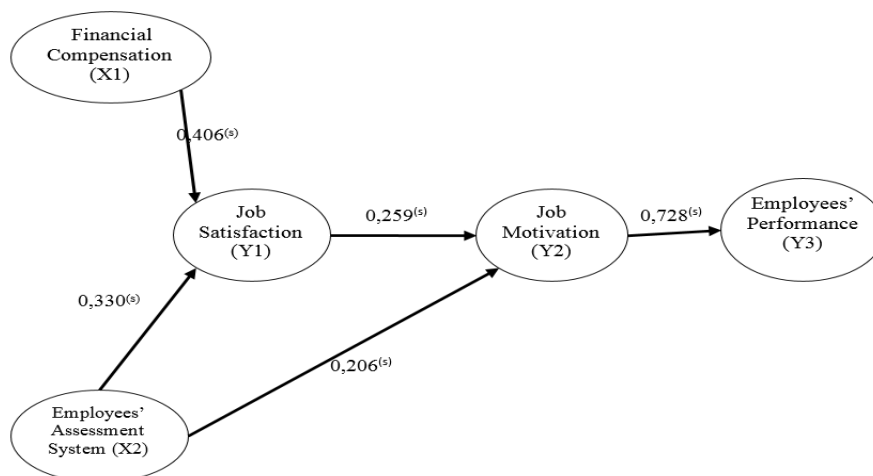 Financial
Compensation
(X1)
0,406(s)
Job
Satisfaction
(Y1)
0,259(s)
Job
Motivation
(Y2)
0,728(s)
Employees’
Performance
(Y3)
0,330(s)
0,206(s)
Employees’
Assessment
System (X2)